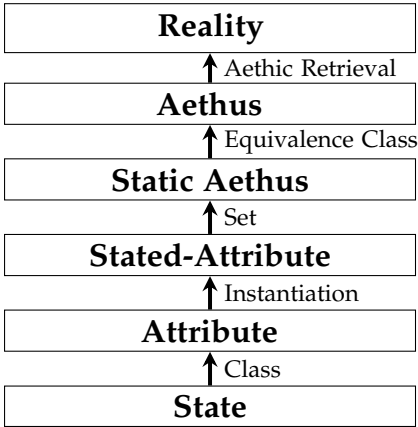 Reality
Aethic Retrieval
Aethus
Equivalence Class
Static Aethus
Set
Stated-Attribute
Instantiation
Attribute
Class
State